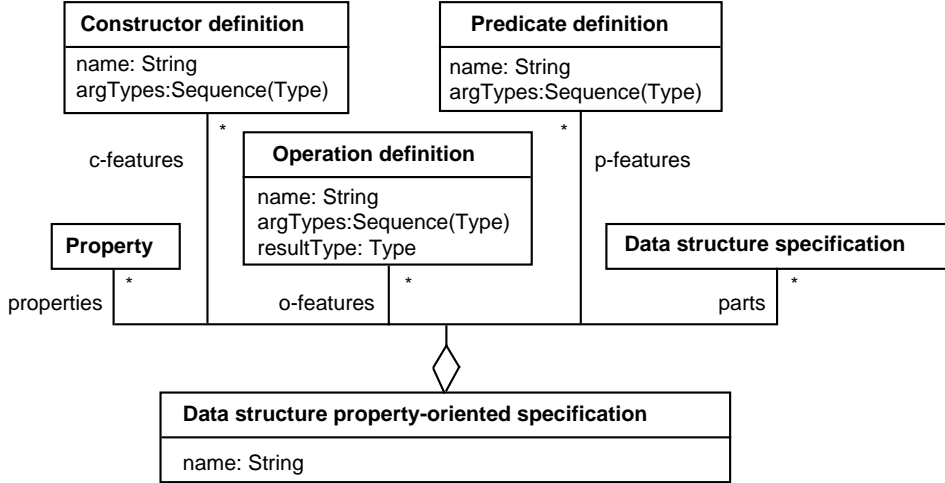 Constructor definition
name: String
argTypes:Sequence(Type)
Predicate definition
name: String
argTypes:Sequence(Type)
*
*
c-features
p-features
Operation definition
name: String
argTypes:Sequence(Type)
resultType: Type
Property
Data structure specification
*
*
*
properties
o-features
parts
Data structure property-oriented specification
name: String